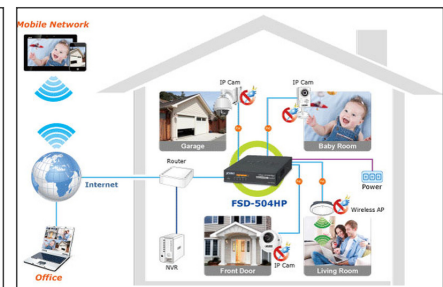 Mobile Network
IP Cam
IP Cam
Garage
Baby Room
Router
Internet
FSD-504HP
Power
Wireless AP
Office
NVR
Front Door
IP Cam
Living Room